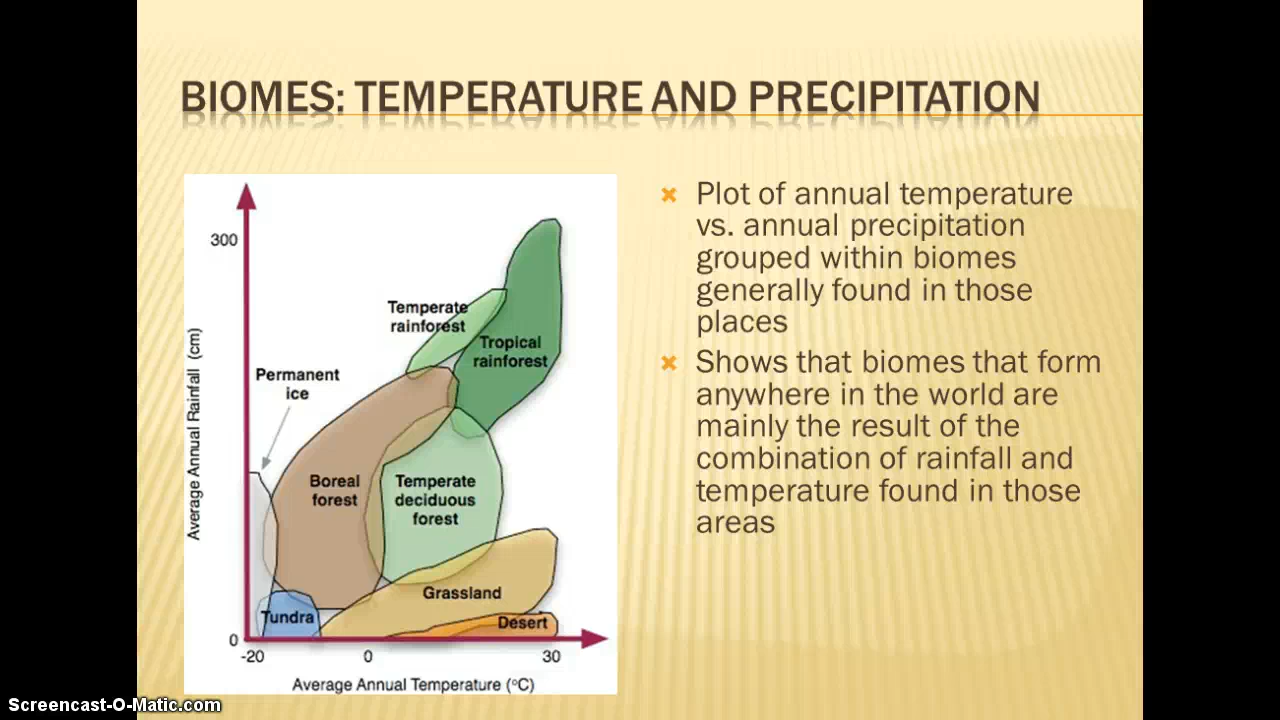 BIOMES: TEMPERATURE AND PRECIPITATION
300
Temperate
rainforest
Tropical
rainforest
Permanent
ice
Average Annual Rainfall (cm)
Boreal
forest
Temperate
deciduous
forest
Grassland
Tundra
Desert
0
-20
0
30
Average Annual Temperature (°C)
Plot of annual temperature
vs. annual precipitation
grouped within biomes
generally found in those
places
Shows that biomes that form
anywhere in the world are
mainly the result of the
combination of rainfall and
temperature found in those
areas
Screencast-O-Matic.com